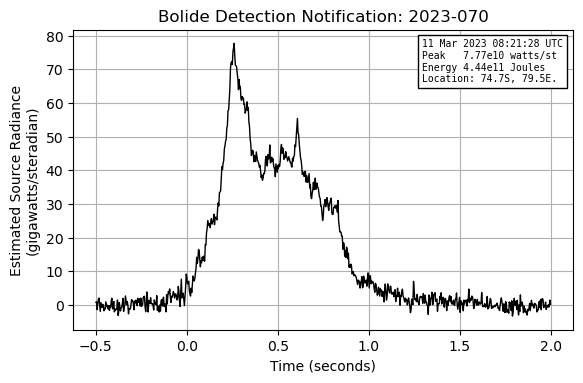 Bolide Detection Notification: 2023-070
11 Mar 2023 08:21:28 UTC
Peak   7.77e10 watts/st
Energy 4.44e11 Joules
Location: 74.7S, 79.5E.
Estimated Source Radiance
(gigawatts/steradian)
80
70
60
50
40
30
20
10
0
−0.5 0.0 0.5 1.0 1.5 2.0
Time (seconds)